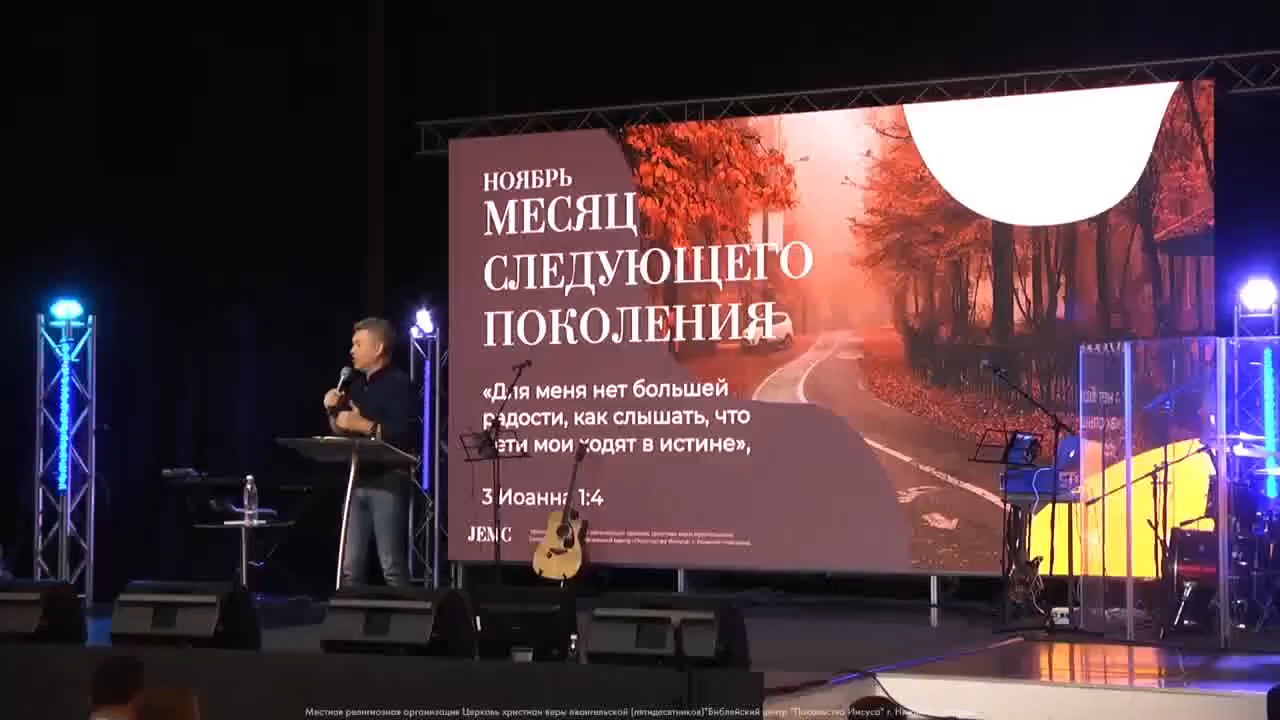 НОЯБРЬ
МЕСЯЦ
СЛЕДУЮЩЕГО
ПОКОЛЕНИЯ
«Для меня нет большей
радости, как слышать, что
дети мои ходят в истине»,
3 Иоанна 1:4
JEMC
Местная религиозная организация Церковь христиан веры евангельской (пятидесятников)"Библейский центр "Посольство Иисуса" г.